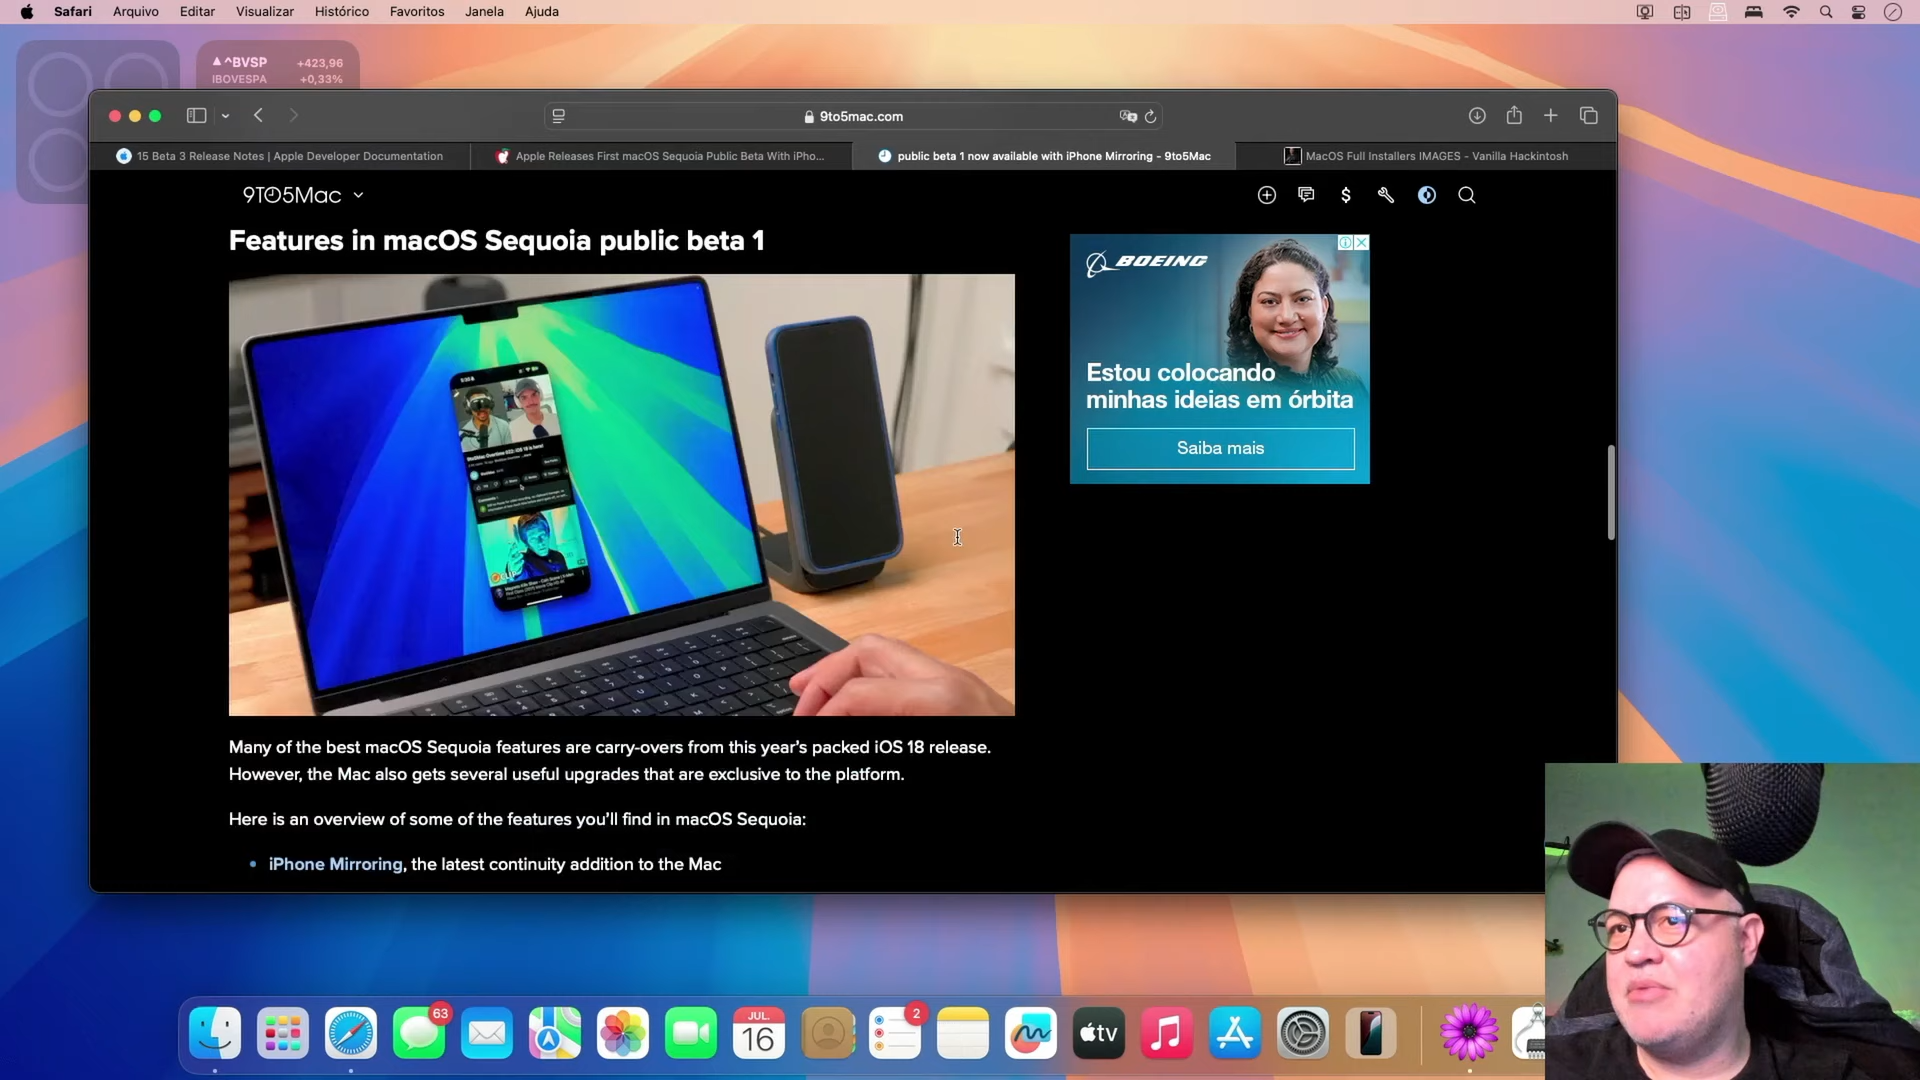 Safari Arquivo Editar Visualizar Histórico Favoritos Janela Ajuda
^BVSP +423,96
IBOVESPA +0,33%
9to5mac.com
15 Beta 3 Release Notes | Apple Developer Documentation
Apple Releases First macOS Sequoia Public Beta With iPho...
public beta 1 now available with iPhone Mirroring - 9to5Mac
MacOS Full Installers IMAGES - Vanilla Hackintosh
9TO5Mac
Features in macOS Sequoia public beta 1
BOEING
Estou colocando
minhas ideias em órbita
Saiba mais
Many of the best macOS Sequoia features are carry-overs from this year’s packed iOS 18 release.
However, the Mac also gets several useful upgrades that are exclusive to the platform.
Here is an overview of some of the features you’ll find in macOS Sequoia:
• iPhone Mirroring, the latest continuity addition to the Mac
63
JUL.
16
2
tv